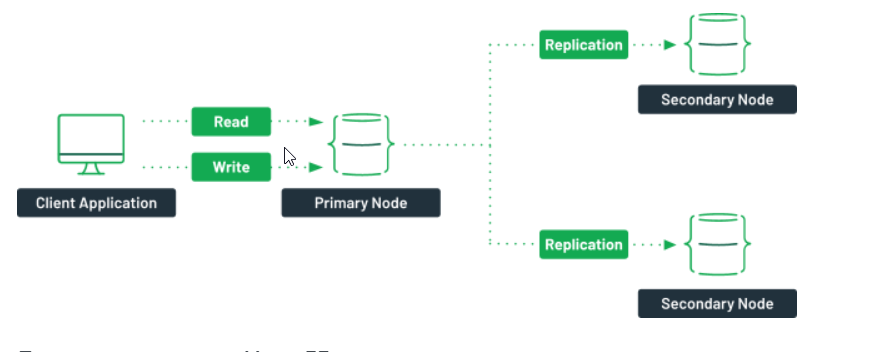 Replication
Secondary Node
Read
Write
Client Application
Primary Node
Replication
Secondary Node